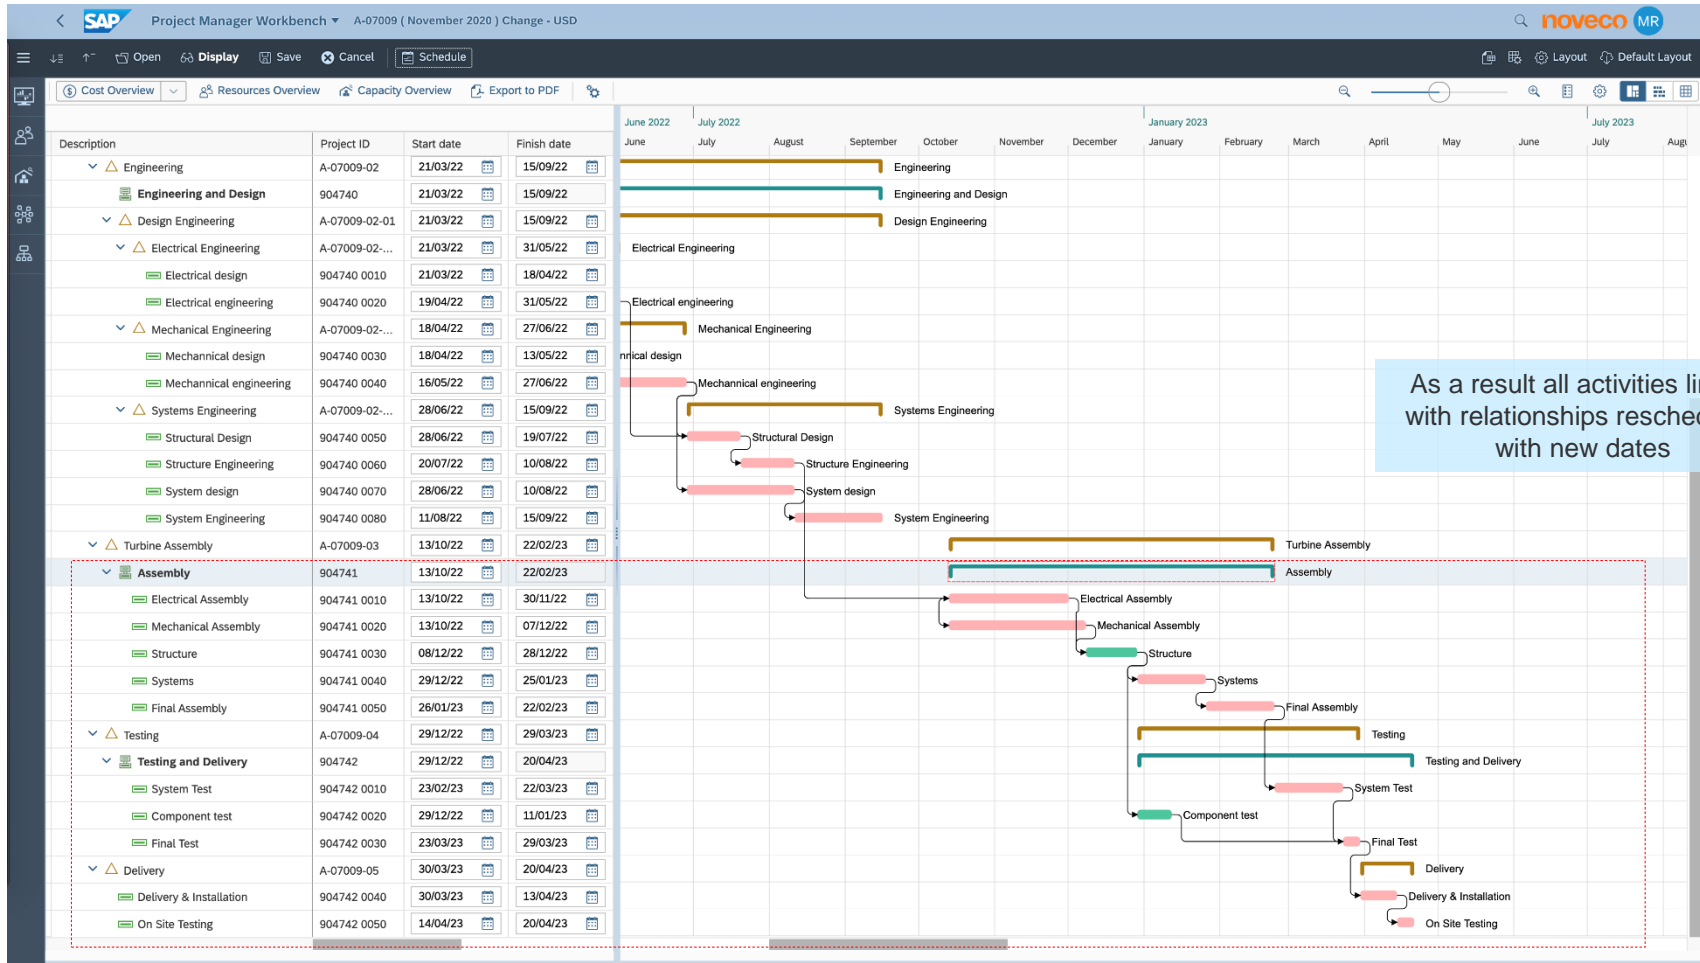 SAP Project Manager Workbench A-07009 ( November 2020 ) Change - USD noveco MR
Open Display Save Cancel Schedule Layout Default Layout
Cost Overview Resources Overview Capacity Overview Export to PDF
June 2022 July 2022 January 2023 July 2023
Description Project ID Start date Finish date June July August September October November December January February March April May June July Augu
Engineering A-07009-02 21/03/22 15/09/22 Engineering
Engineering and Design 904740 21/03/22 15/09/22 Engineering and Design
Design Engineering A-07009-02-01 21/03/22 15/09/22 Design Engineering
Electrical Engineering A-07009-02-... 21/03/22 31/05/22 Electrical Engineering
Electrical design 904740 0010 21/03/22 18/04/22
Electrical engineering 904740 0020 19/04/22 31/05/22 Electrical engineering
Mechanical Engineering A-07009-02-... 18/04/22 27/06/22 Mechanical Engineering
Mechannical design 904740 0030 18/04/22 13/05/22 nnical design
Mechannical engineering 904740 0040 16/05/22 27/06/22 Mechannical engineering
As a result all activities lin
with relationships resched
with new dates
Systems Engineering A-07009-02-... 28/06/22 15/09/22 Systems Engineering
Structural Design 904740 0050 28/06/22 19/07/22 Structural Design
Structure Engineering 904740 0060 20/07/22 10/08/22 Structure Engineering
System design 904740 0070 28/06/22 10/08/22 System design
System Engineering 904740 0080 11/08/22 15/09/22 System Engineering
Turbine Assembly A-07009-03 13/10/22 22/02/23 Turbine Assembly
Assembly 904741 13/10/22 22/02/23 Assembly
Electrical Assembly 904741 0010 13/10/22 30/11/22 Electrical Assembly
Mechanical Assembly 904741 0020 13/10/22 07/12/22 Mechanical Assembly
Structure 904741 0030 08/12/22 28/12/22 Structure
Systems 904741 0040 29/12/22 25/01/23 Systems
Final Assembly 904741 0050 26/01/23 22/02/23 Final Assembly
Testing A-07009-04 29/12/22 29/03/23 Testing
Testing and Delivery 904742 29/12/22 20/04/23 Testing and Delivery
System Test 904742 0010 23/02/23 22/03/23 System Test
Component test 904742 0020 29/12/22 11/01/23 Component test
Final Test 904742 0030 23/03/23 29/03/23 Final Test
Delivery A-07009-05 30/03/23 20/04/23 Delivery
Delivery & Installation 904742 0040 30/03/23 13/04/23 Delivery & Installation
On Site Testing 904742 0050 14/04/23 20/04/23 On Site Testing